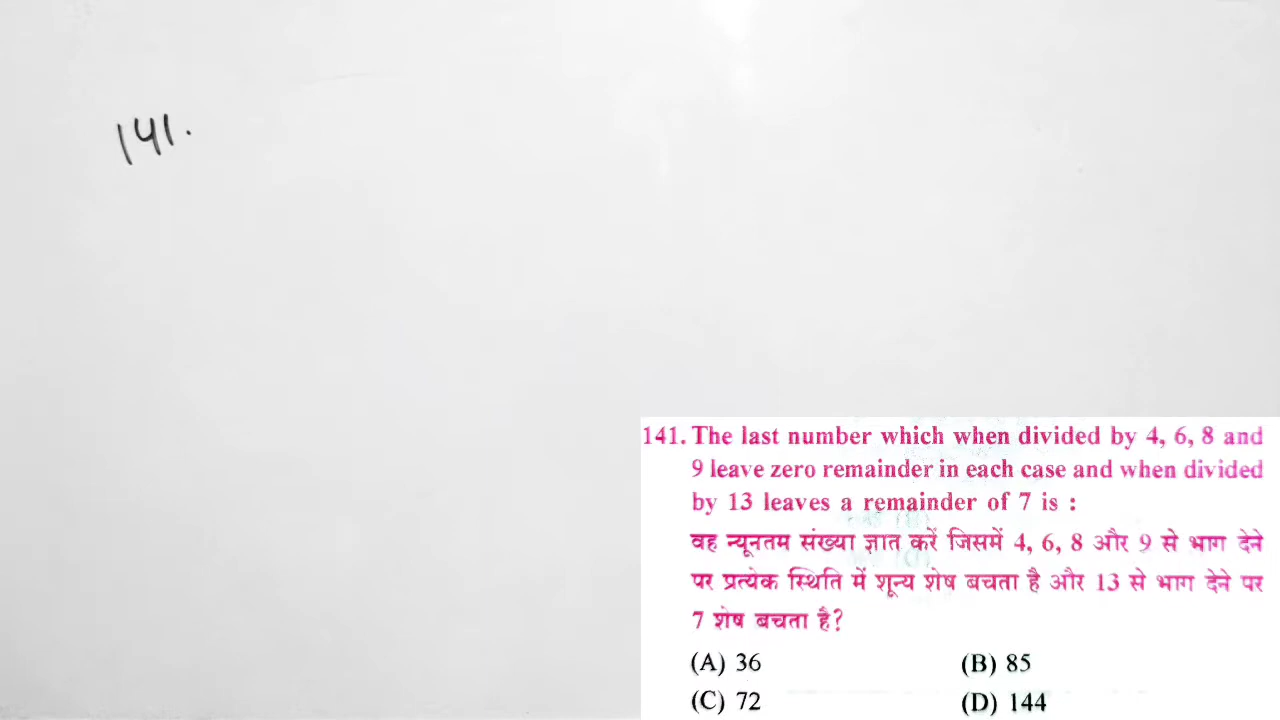 141.
141. The last number which when divided by 4, 6, 8 and
9 leave zero remainder in each case and when divided
by 13 leaves a remainder of 7 is :
वह न्यूनतम संख्या ज्ञात करें जिसमें 4, 6, 8 और 9 से भाग देने
पर प्रत्येक स्थिति में शून्य शेष बचता है और 13 से भाग देने पर
7 शेष बचता है?
(A) 36 (B) 85
(C) 72 (D) 144